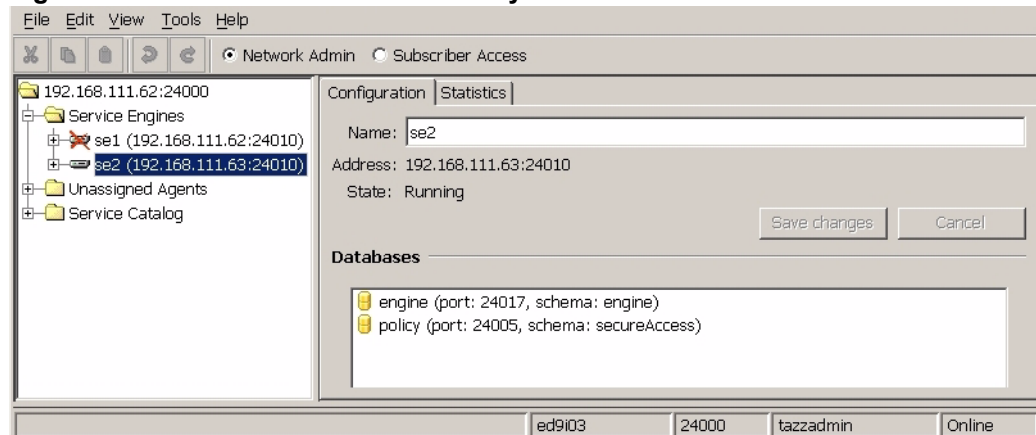 File Edit View Tools Help
Network Admin Subscriber Access
192.168.111.62:24000
Service Engines
se1 (192.168.111.62:24010)
se2 (192.168.111.63:24010)
Unassigned Agents
Service Catalog
Configuration Statistics
Name: se2
Address: 192.168.111.63:24010
State: Running
Save changes Cancel
Databases
engine (port: 24017, schema: engine)
policy (port: 24005, schema: secureAccess)
ed9i03 24000 tazzadmin Online